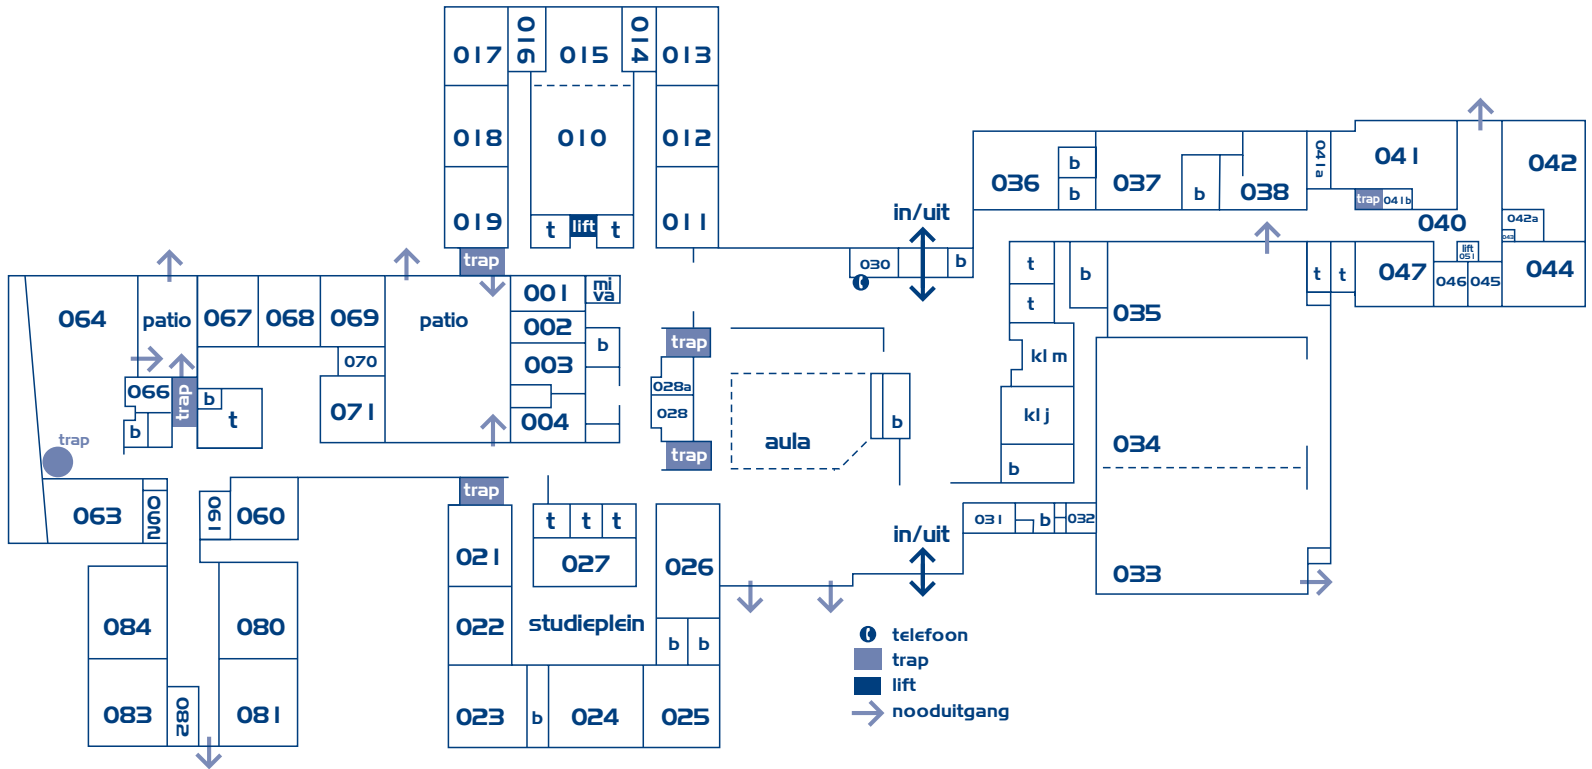 017
016
015
014
013
018
010
012
019
t
lift
t
011
trap
in/uit
030
b
036
b
b
037
b
038
041a
041
trap
041b
040
042
042a
043
lift
051
044
047
046
045
t
t
t
t
b
035
064
patio
067
068
069
patio
001
mi
va
002
003
b
004
070
071
066
trap
b
t
b
trap
trap
028a
028
trap
aula
b
kl m
kl j
b
034
033
063
062
061
060
trap
021
t
t
t
027
026
in/uit
031
b
032
084
080
022
studieplein
b
b
083
082
081
023
b
024
025
telefoon
trap
lift
nooduitgang